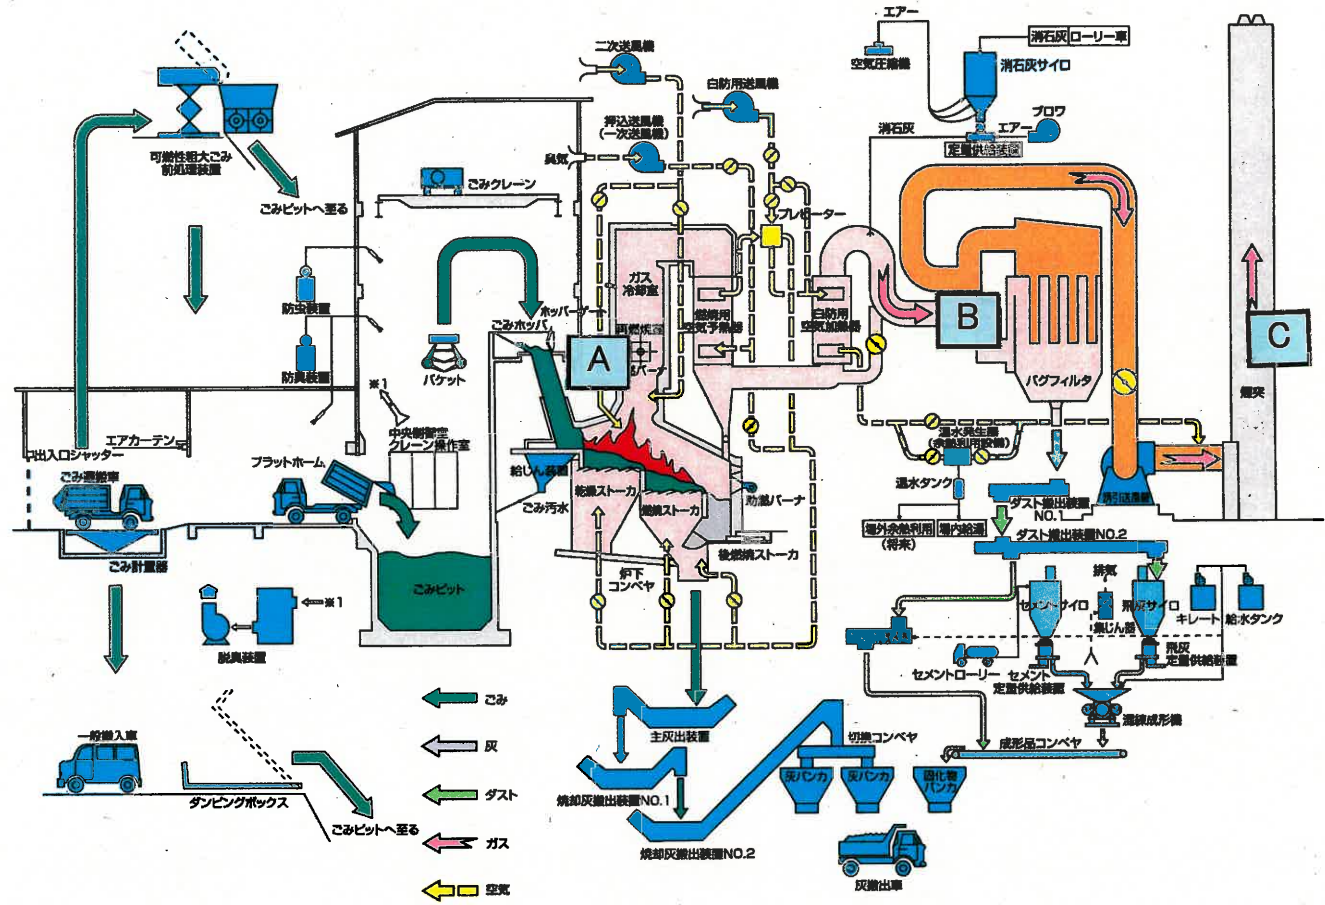 エアー
消石灰 ローリー車
空気圧縮機
消石灰サイロ
ブロワ
エアー
消石灰
定量供給装置
二次送風機
白防用送風機
押込送風機
(一次送風機)
臭気
可燃性粗大ごみ
前処理装置
ごみピットへ至る
ごみクレーン
プレヒーター
ガス
冷却室
燃焼用
空気予熱器
白防用
空気加熱器
ホッパーゲート
ごみホッパ
防虫装置
防臭装置
バケット
A
B
C
バグフィルタ
煙突
※1
中央制御室
クレーン操作室
エアカーテン
出入口シャッター
プラットホーム
ごみ運搬車
給じん装置
ごみ汚水
乾燥ストーカ
燃焼ストーカ
助燃バーナ
後燃焼ストーカ
炉下
コンベヤ
温水発生器
(余熱利用設備)
温水タンク
場外余熱利用
(将来)
場内給湯
誘引送風機
ダスト搬出装置
NO.1
ダスト搬出装置NO.2
ごみ計量器
ごみピット
※1
脱臭装置
排気
セメントサイロ
集じん器
飛灰サイロ
キレート
給水タンク
セメントローリー
セメント
定量供給装置
飛灰
定量供給装置
混練成形機
成形品コンベヤ
ごみ
灰
ダスト
ガス
空気
主灰出装置
焼却灰搬出装置NO.1
焼却灰搬出装置NO.2
切換コンベヤ
灰バンカ
灰バンカ
固化物
バンカ
灰搬出車
一般搬入車
ダンピングボックス
ごみピットへ至る